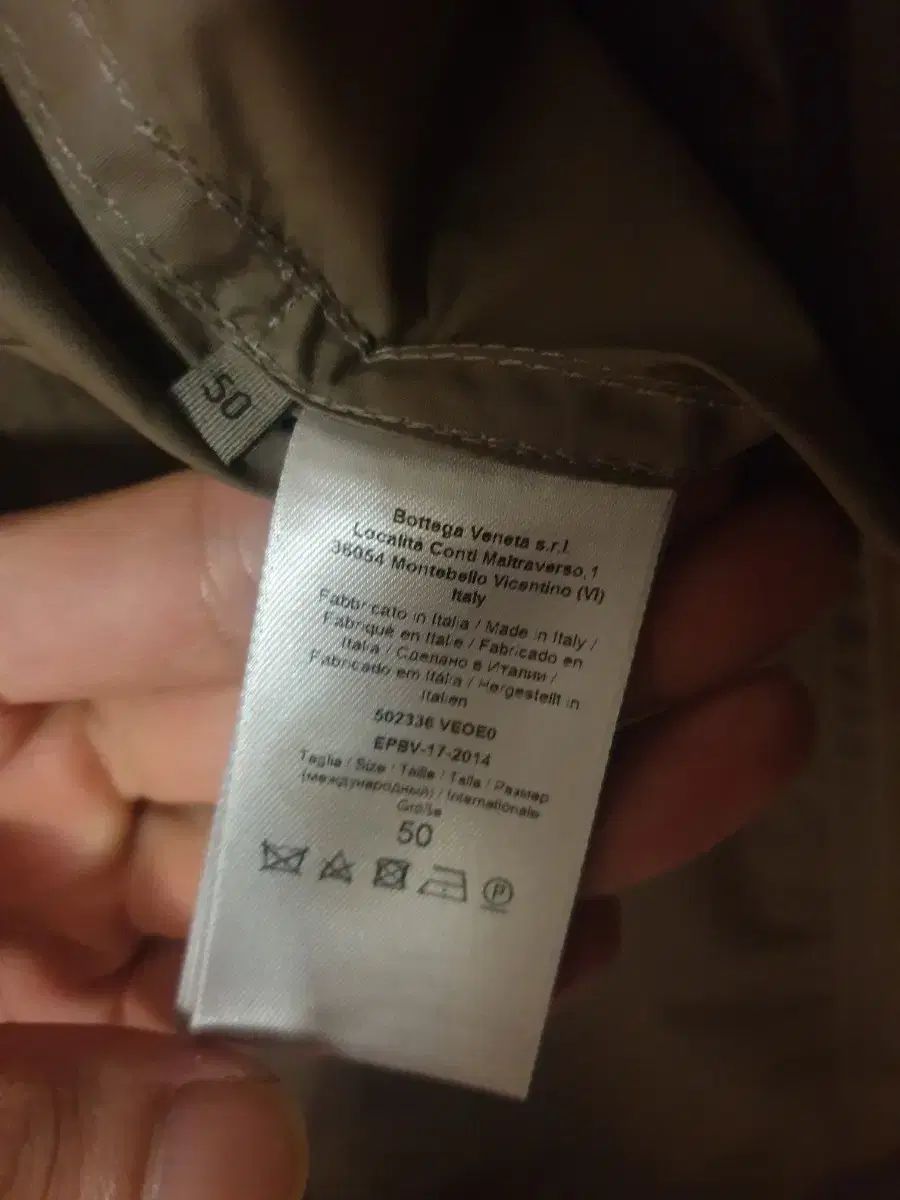 50
Bottega Veneta s.r.l.
Località Conti Maltraverso,1
36054 Montebello Vicentino (VI)
Italy
Fabbricato in Italia / Made in Italy /
Fabriqué en Italie / Fabricado en
Italia / Сделано в Италии /
Fabricado em Itália / Hergestellt in
Italien
502336 VEOE0
EPBV-17-2014
Taglia / Size / Taille / Talla / Размер
(международный) / Internationale
Größe
50
P